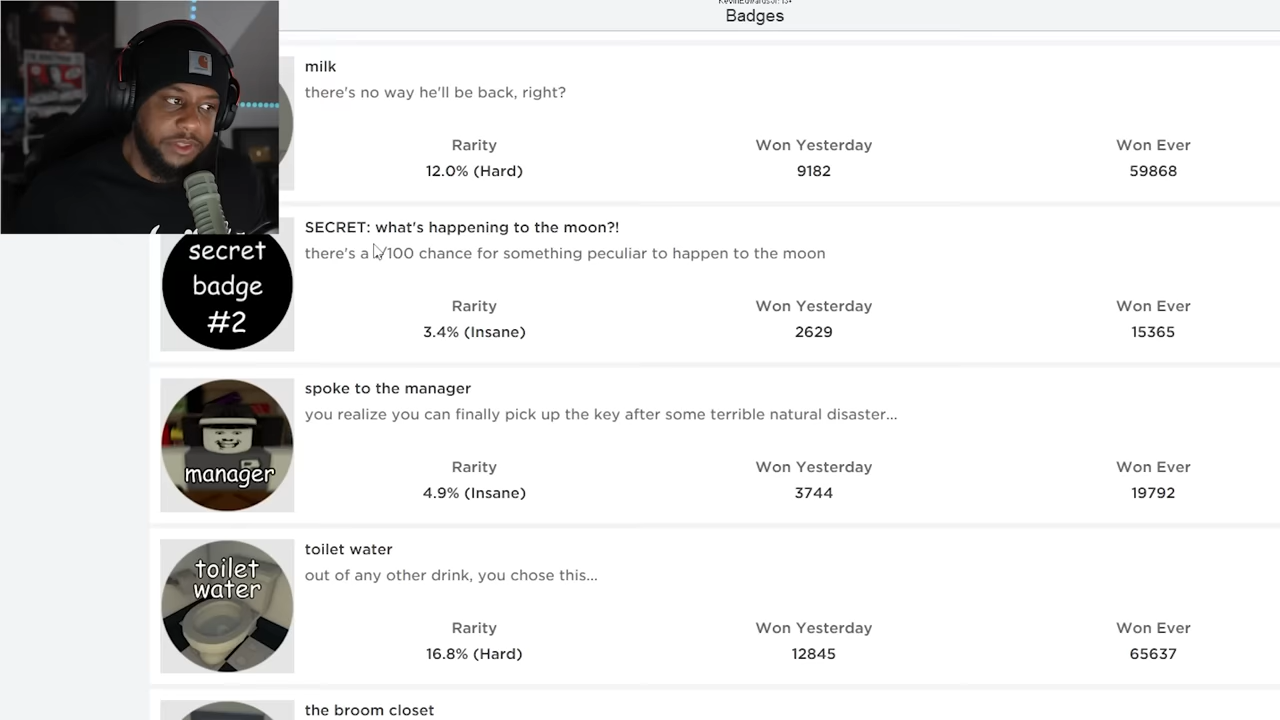 Badges
milk
there's no way he'll be back, right?
Rarity Won Yesterday Won Ever
12.0% (Hard) 9182 59868
secret badge #2
SECRET: what's happening to the moon?!
there's a /100 chance for something peculiar to happen to the moon
Rarity Won Yesterday Won Ever
3.4% (Insane) 2629 15365
manager
spoke to the manager
you realize you can finally pick up the key after some terrible natural disaster...
Rarity Won Yesterday Won Ever
4.9% (Insane) 3744 19792
toilet water
toilet water
out of any other drink, you chose this...
Rarity Won Yesterday Won Ever
16.8% (Hard) 12845 65637
the broom closet